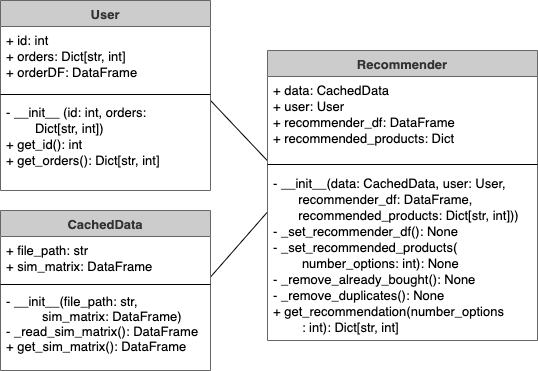 User
+ id: int
+ orders: Dict[str, int]
+ orderDF: DataFrame
- __init__ (id: int, orders:
Dict[str, int])
+ get_id(): int
+ get_orders(): Dict[str, int]
CachedData
+ file_path: str
+ sim_matrix: DataFrame
- __init__(file_path: str,
sim_matrix: DataFrame)
- _read_sim_matrix(): DataFrame
+ get_sim_matrix(): DataFrame
Recommender
+ data: CachedData
+ user: User
+ recommender_df: DataFrame
+ recommended_products: Dict
- __init__(data: CachedData, user: User,
recommender_df: DataFrame,
recommended_products: Dict[str, int]))
- _set_recommender_df(): None
- _set_recommended_products(
number_options: int): None
- _remove_already_bought(): None
- _remove_duplicates(): None
+ get_recommendation(number_options
: int): Dict[str, int]